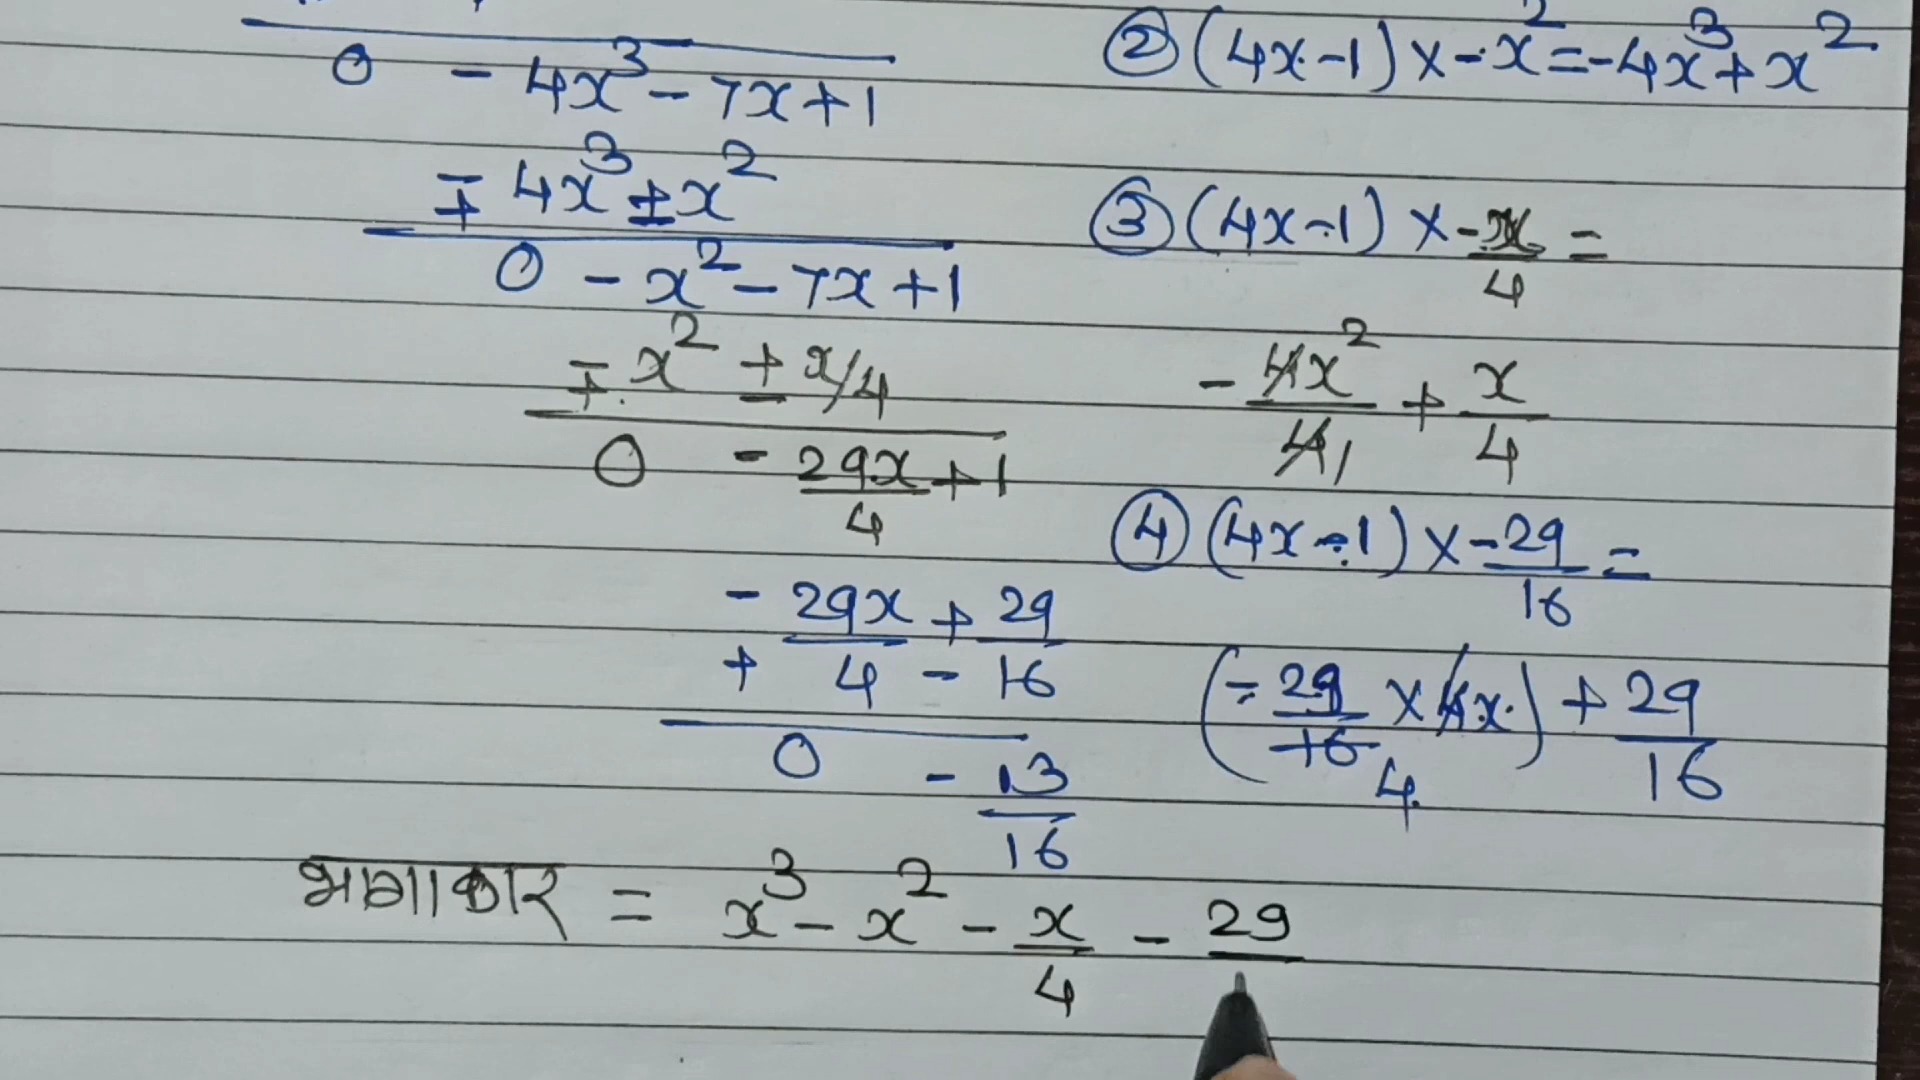 0 - 4x³ - 7x + 1
∓ 4x³ ± x²
0 - x² - 7x + 1
∓ x² ± x/4
0 - 29x/4 + 1
- 29x/4 + 29/16
+ -
0 - 13/16
② (4x - 1) × - x² = - 4x³ + x²
③ (4x - 1) × - x/4 =
- 4x²/4 1 + x/4
④ (4x - 1) × - 29/16 =
(- 29/16 4 × 4x) + 29/16
भागाकार = x³ - x² - x/4 - 29